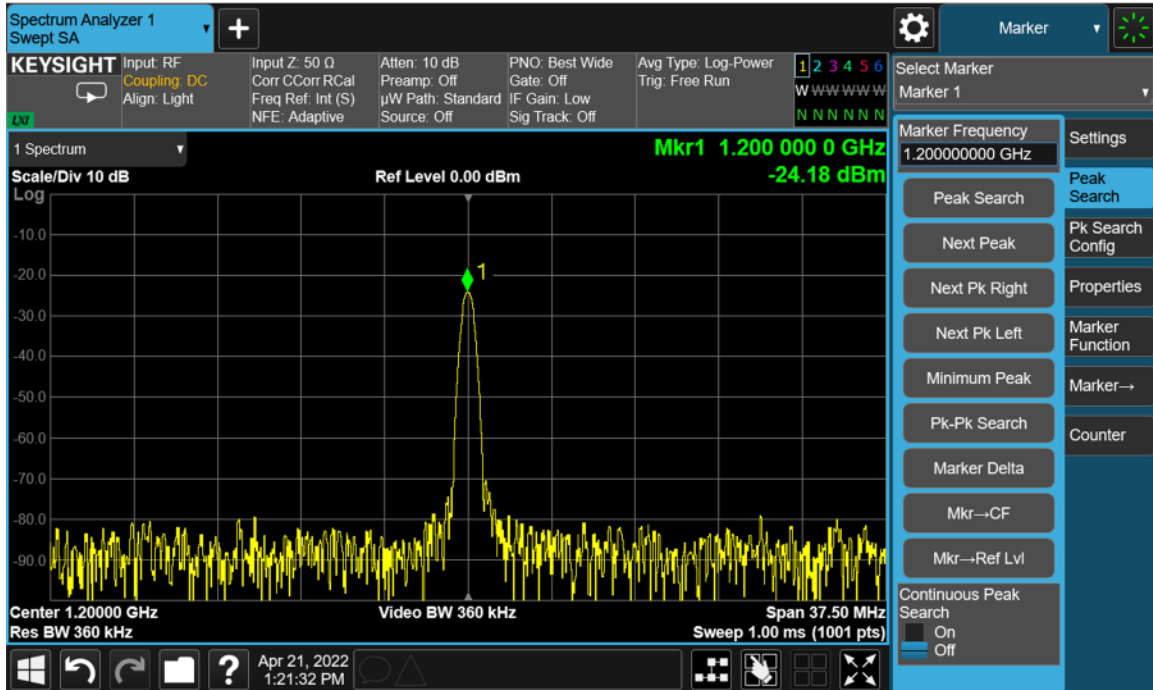 Spectrum Analyzer 1
Swept SA
Marker
KEYSIGHT
LXI
Input: RF
Coupling: DC
Align: Light
Input Z: 50 Ω
Corr CCorr RCal
Freq Ref: Int (S)
NFE: Adaptive
Atten: 10 dB
Preamp: Off
µW Path: Standard
Source: Off
PNO: Best Wide
Gate: Off
IF Gain: Low
Sig Track: Off
Avg Type: Log-Power
Trig: Free Run
1 2 3 4 5 6
W W W W W W
N N N N N N
Select Marker
Marker 1
1 Spectrum
Mkr1 1.200 000 0 GHz
Scale/Div 10 dB
Ref Level 0.00 dBm
-24.18 dBm
Log
-10.0
-20.0
-30.0
-40.0
-50.0
-60.0
-70.0
-80.0
-90.0
1
Center 1.20000 GHz
Video BW 360 kHz
Span 37.50 MHz
Res BW 360 kHz
Sweep 1.00 ms (1001 pts)
Marker Frequency
1.200000000 GHz
Peak Search
Next Peak
Next Pk Right
Next Pk Left
Minimum Peak
Pk-Pk Search
Marker Delta
Mkr→CF
Mkr→Ref Lvl
Continuous Peak
Search
On
Off
Settings
Peak
Search
Pk Search
Config
Properties
Marker
Function
Marker→
Counter
?
Apr 21, 2022
1:21:32 PM